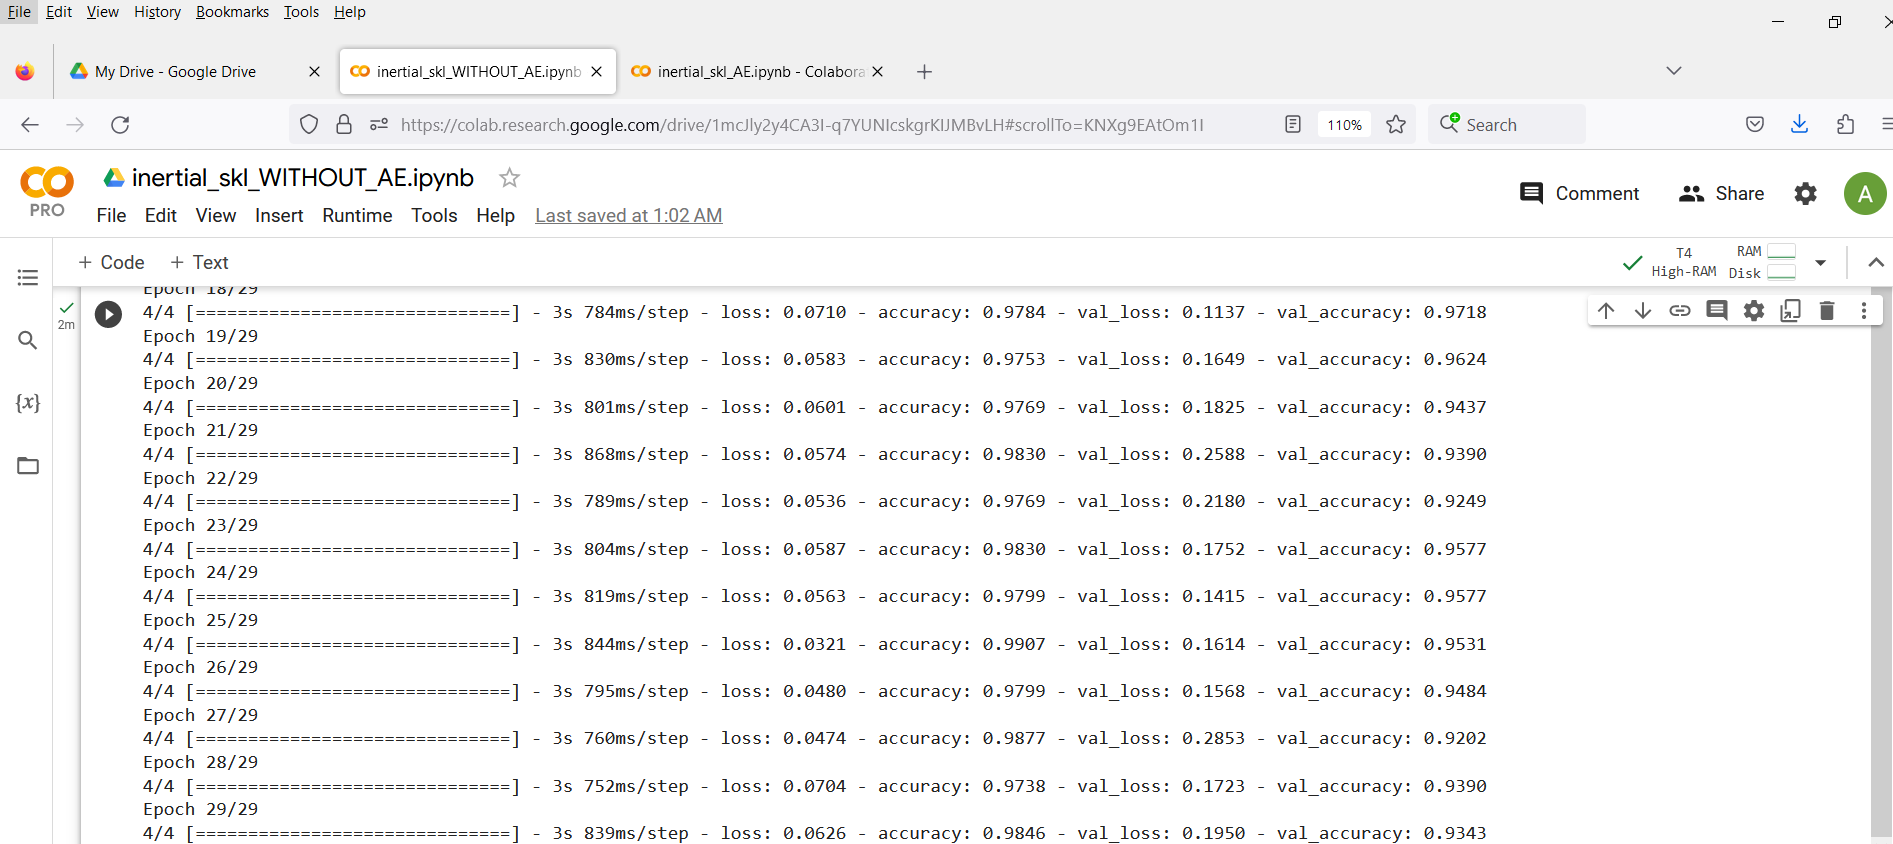 File Edit View History Bookmarks Tools Help
My Drive - Google Drive
inertial_skl_WITHOUT_AE.ipynb
inertial_skl_AE.ipynb - Colabora
https://colab.research.google.com/drive/1mcJly2y4CA3I-q7YUNIcskgrKIJMBvLH#scrollTo=KNXg9EAtOm1I
110%
Search
PRO
inertial_skl_WITHOUT_AE.ipynb
File Edit View Insert Runtime Tools Help Last saved at 1:02 AM
Comment Share A
+ Code + Text
T4 High-RAM
RAM
Disk
{x}
2m
Epoch 18/29
4/4 [==============================] - 3s 784ms/step - loss: 0.0710 - accuracy: 0.9784 - val_loss: 0.1137 - val_accuracy: 0.9718
Epoch 19/29
4/4 [==============================] - 3s 830ms/step - loss: 0.0583 - accuracy: 0.9753 - val_loss: 0.1649 - val_accuracy: 0.9624
Epoch 20/29
4/4 [==============================] - 3s 801ms/step - loss: 0.0601 - accuracy: 0.9769 - val_loss: 0.1825 - val_accuracy: 0.9437
Epoch 21/29
4/4 [==============================] - 3s 868ms/step - loss: 0.0574 - accuracy: 0.9830 - val_loss: 0.2588 - val_accuracy: 0.9390
Epoch 22/29
4/4 [==============================] - 3s 789ms/step - loss: 0.0536 - accuracy: 0.9769 - val_loss: 0.2180 - val_accuracy: 0.9249
Epoch 23/29
4/4 [==============================] - 3s 804ms/step - loss: 0.0587 - accuracy: 0.9830 - val_loss: 0.1752 - val_accuracy: 0.9577
Epoch 24/29
4/4 [==============================] - 3s 819ms/step - loss: 0.0563 - accuracy: 0.9799 - val_loss: 0.1415 - val_accuracy: 0.9577
Epoch 25/29
4/4 [==============================] - 3s 844ms/step - loss: 0.0321 - accuracy: 0.9907 - val_loss: 0.1614 - val_accuracy: 0.9531
Epoch 26/29
4/4 [==============================] - 3s 795ms/step - loss: 0.0480 - accuracy: 0.9799 - val_loss: 0.1568 - val_accuracy: 0.9484
Epoch 27/29
4/4 [==============================] - 3s 760ms/step - loss: 0.0474 - accuracy: 0.9877 - val_loss: 0.2853 - val_accuracy: 0.9202
Epoch 28/29
4/4 [==============================] - 3s 752ms/step - loss: 0.0704 - accuracy: 0.9738 - val_loss: 0.1723 - val_accuracy: 0.9390
Epoch 29/29
4/4 [==============================] - 3s 839ms/step - loss: 0.0626 - accuracy: 0.9846 - val_loss: 0.1950 - val_accuracy: 0.9343